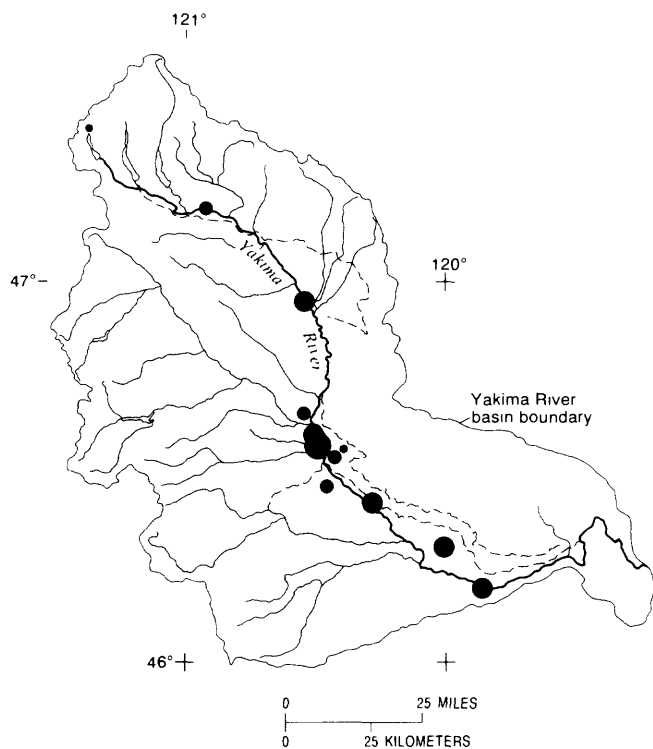 121°
Yakima
47°
120°
River
Yakima River
basin boundary
46°
0 25 MILES
0 25 KILOMETERS